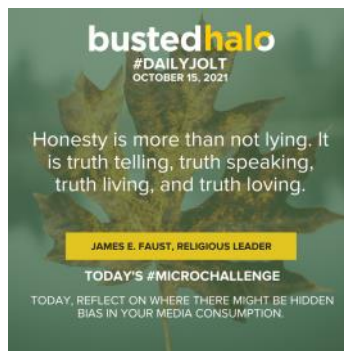 bustedhalo
#DAILYJOLT
OCTOBER 15, 2021
Honesty is more than not lying. It
is truth telling, truth speaking,
truth living, and truth loving.
JAMES E. FAUST, RELIGIOUS LEADER
TODAY'S #MICROCHALLENGE
TODAY, REFLECT ON WHERE THERE MIGHT BE HIDDEN
BIAS IN YOUR MEDIA CONSUMPTION.